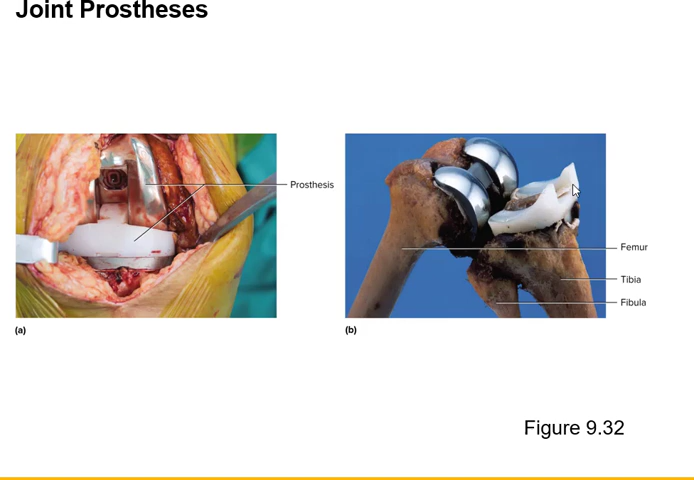 Joint Prostheses
Prosthesis
Femur
Tibia
Fibula
(a)
(b)
Figure 9.32